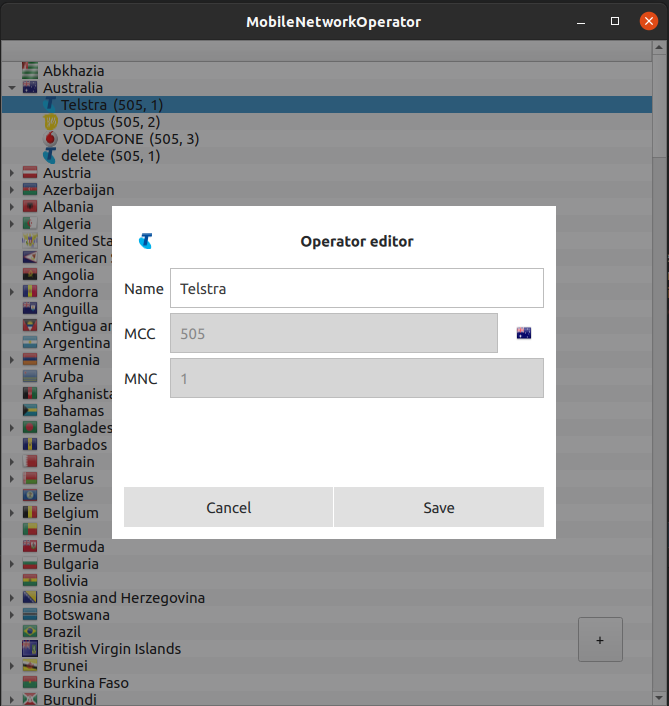 MobileNetworkOperator
Abkhazia
Australia
Telstra (505, 1)
Optus (505, 2)
VODAFONE (505, 3)
delete (505, 1)
Austria
Azerbaijan
Albania
Algeria
United Sta
American
Angolia
Andorra
Anguilla
Antigua an
Argentina
Armenia
Aruba
Afghanista
Bahamas
Banglades
Barbados
Bahrain
Belarus
Belize
Belgium
Benin
Bermuda
Bulgaria
Bolivia
Bosnia and Herzegovina
Botswana
Brazil
British Virgin Islands
Brunei
Burkina Faso
Burundi
Operator editor
Name Telstra
MCC 505
MNC 1
Cancel Save
+